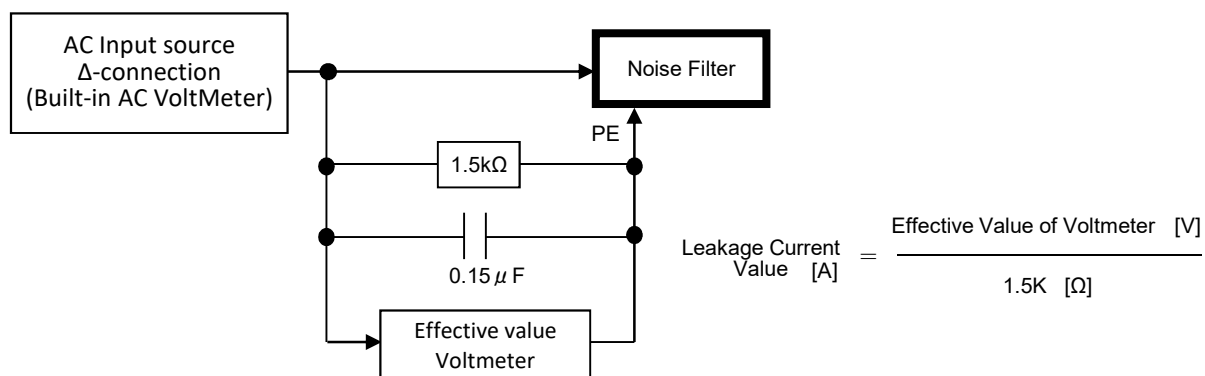 AC Input source
Δ-connection
(Built-in AC VoltMeter)
Noise Filter
PE
1.5kΩ
0.15μF
Effective value
Voltmeter
Leakage Current
Value [A]
=
Effective Value of Voltmeter [V]
1.5K [Ω]